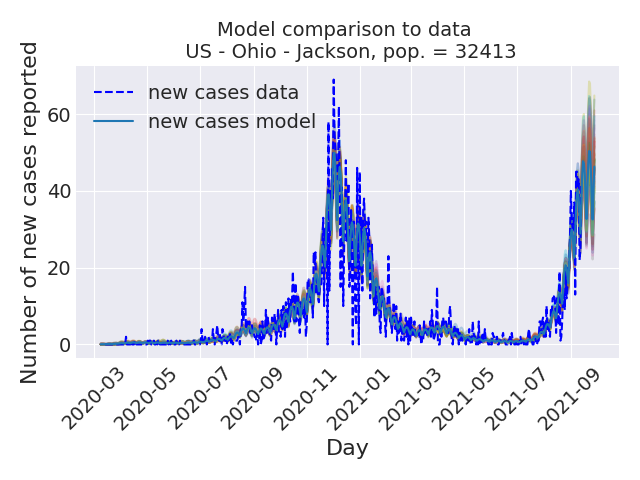 Model comparison to data
US - Ohio - Jackson, pop. = 32413
new cases data
new cases model
Number of new cases reported
60
40
20
0
2020-03
2020-05
2020-07
2020-09
2020-11
2021-01
2021-03
2021-05
2021-07
2021-09
Day